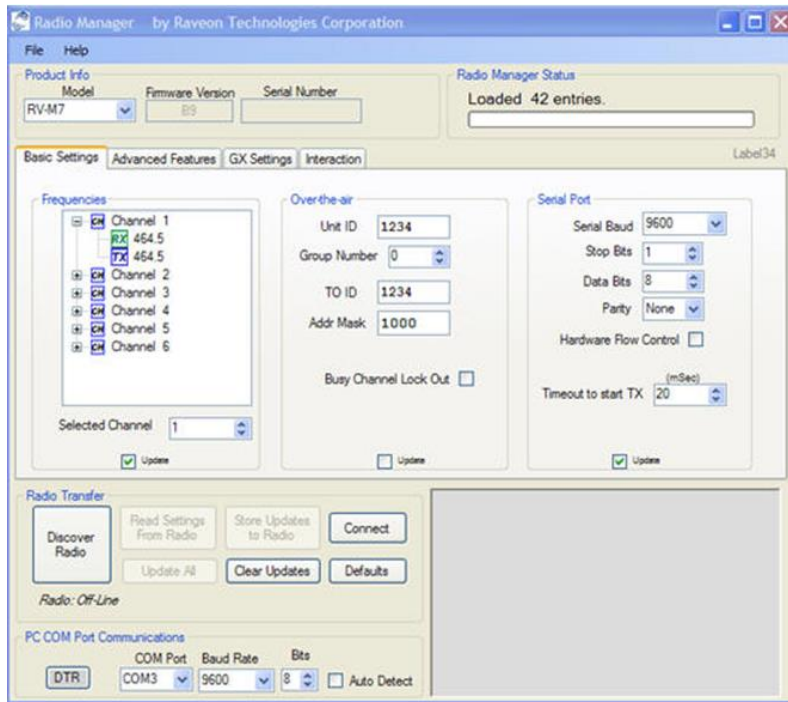 Radio Manager by Raveon Technologies Corporation
File Help
Product Info
Model Firmware Version Serial Number
RV-M7 B9
Radio Manager Status
Loaded 42 entries.
Basic Settings Advanced Features GX Settings Interaction
Label34
Frequencies
CH Channel 1
RX 464.5
TX 464.5
CH Channel 2
CH Channel 3
CH Channel 4
CH Channel 5
CH Channel 6
Selected Channel 1
Update
Over-the-air
Unit ID 1234
Group Number 0
TO ID 1234
Addr Mask 1000
Busy Channel Lock Out
Update
Serial Port
Serial Baud 9600
Stop Bits 1
Data Bits 8
Parity None
Hardware Flow Control
(mSec)
Timeout to start TX 20
Update
Radio Transfer
Discover Radio
Read Settings From Radio
Store Updates to Radio
Connect
Update All
Clear Updates
Defaults
Radio: Off-Line
PC COM Port Communications
COM Port Baud Rate Bits
DTR COM3 9600 8 Auto Detect